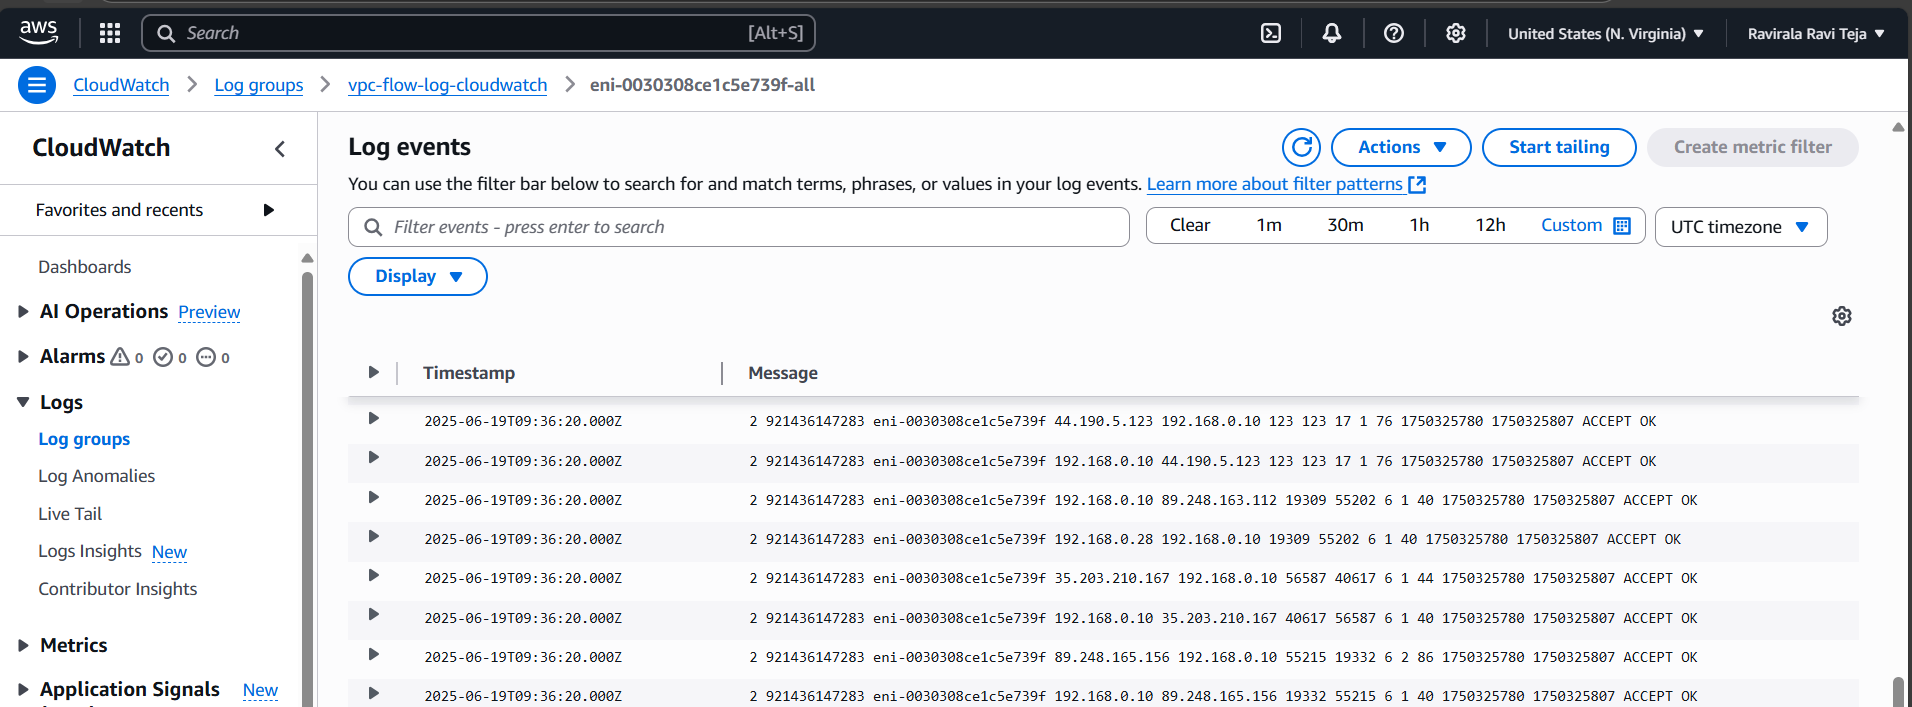 aws Search [Alt+S] United States (N. Virginia) Ravirala Ravi Teja
CloudWatch Log groups vpc-flow-log-cloudwatch eni-0030308ce1c5e739f-all
CloudWatch
Favorites and recents
Dashboards
AI Operations Preview
Alarms 0 0 0
Logs
Log groups
Log Anomalies
Live Tail
Logs Insights New
Contributor Insights
Metrics
Application Signals New
Log events
Actions Start tailing Create metric filter
You can use the filter bar below to search for and match terms, phrases, or values in your log events. Learn more about filter patterns
Filter events - press enter to search Clear 1m 30m 1h 12h Custom UTC timezone
Display
Timestamp Message
2025-06-19T09:36:20.000Z 2 921436147283 eni-0030308ce1c5e739f 44.190.5.123 192.168.0.10 123 123 17 1 76 1750325780 1750325807 ACCEPT OK
2025-06-19T09:36:20.000Z 2 921436147283 eni-0030308ce1c5e739f 192.168.0.10 44.190.5.123 123 123 17 1 76 1750325780 1750325807 ACCEPT OK
2025-06-19T09:36:20.000Z 2 921436147283 eni-0030308ce1c5e739f 192.168.0.10 89.248.163.112 19309 55202 6 1 40 1750325780 1750325807 ACCEPT OK
2025-06-19T09:36:20.000Z 2 921436147283 eni-0030308ce1c5e739f 192.168.0.28 192.168.0.10 19309 55202 6 1 40 1750325780 1750325807 ACCEPT OK
2025-06-19T09:36:20.000Z 2 921436147283 eni-0030308ce1c5e739f 35.203.210.167 192.168.0.10 56587 40617 6 1 44 1750325780 1750325807 ACCEPT OK
2025-06-19T09:36:20.000Z 2 921436147283 eni-0030308ce1c5e739f 192.168.0.10 35.203.210.167 40617 56587 6 1 40 1750325780 1750325807 ACCEPT OK
2025-06-19T09:36:20.000Z 2 921436147283 eni-0030308ce1c5e739f 89.248.165.156 192.168.0.10 55215 19332 6 2 86 1750325780 1750325807 ACCEPT OK
2025-06-19T09:36:20.000Z 2 921436147283 eni-0030308ce1c5e739f 192.168.0.10 89.248.165.156 19332 55215 6 1 40 1750325780 1750325807 ACCEPT OK